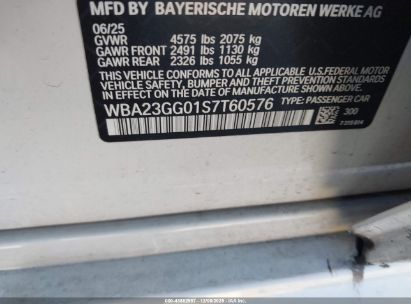 MFD BY BAYERISCHE MOTOREN WERKE AG
06/25
GVWR 4575 lbs 2075 kg
GAWR FRONT 2491 lbs 1130 kg
GAWR REAR 2326 lbs 1055 kg
THIS VEHICLE CONFORMS TO ALL APPLICABLE U.S.FEDERAL MOTOR
VEHICLE SAFETY, BUMPER, AND THEFT PREVENTION STANDARDS
IN EFFECT ON THE DATE OF MANUFACTURE SHOWN ABOVE.
WBA23GG01S7T60576 TYPE: PASSENGER CAR
300